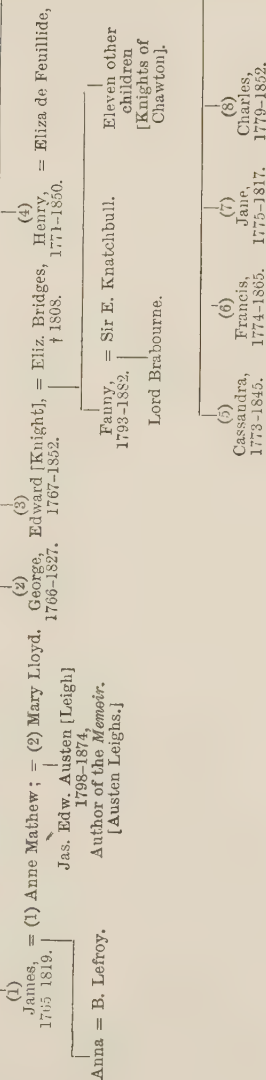 (1)
James,
1765-1819.
= (1) Anne Mathew; = (2) Mary Lloyd.
Anna = B. Lefroy.
Jas. Edw. Austen [Leigh]
1798-1874,
Author of the Memoir.
[Austen Leighs.]
(2)
George,
1766-1827.
(3)
Edward [Knight],
1767-1852.
= Eliz. Bridges,
† 1808.
(4)
Henry,
1771-1850.
= Eliza de Feuillide,
Fanny,
1793-1882.
= Sir E. Knatchbull.
Lord Brabourne.
Eleven other
children
[Knights of
Chawton].
(5)
Cassandra,
1773-1845.
(6)
Francis,
1774-1865.
(7)
Jane,
1775-1817.
(8)
Charles,
1779-1852.